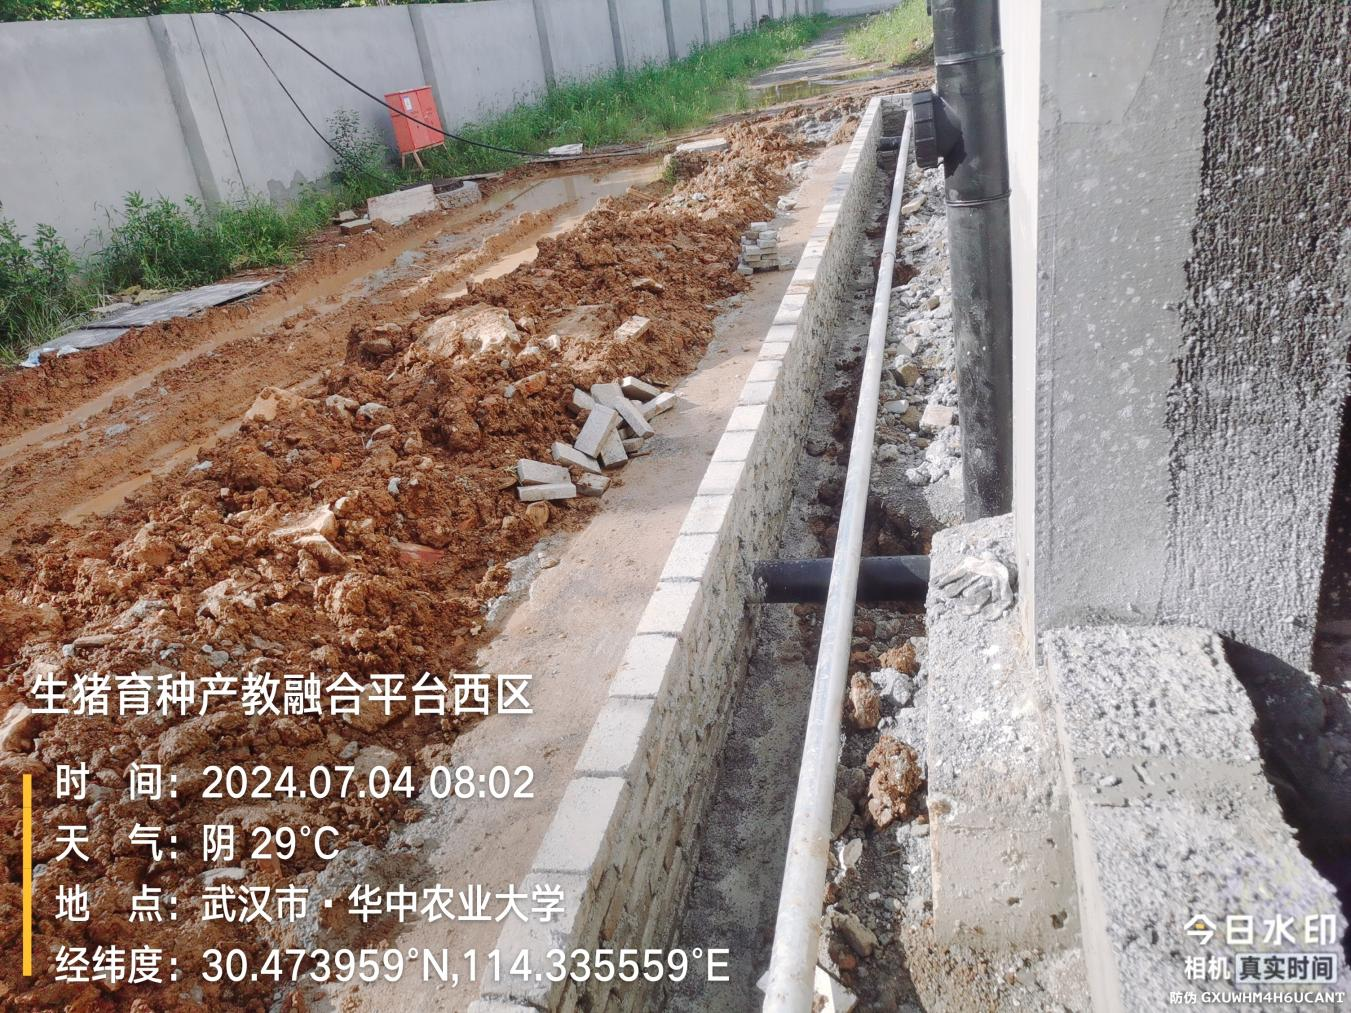 生猪育种产教融合平台西区
时 间：2024.07.04 08:02
天 气：阴 29°C
地 点：武汉市·华中农业大学
经纬度：30.473959°N,114.335559°E
今日水印
相机 真实时间
防伪 GXUWHM4H6UCANT